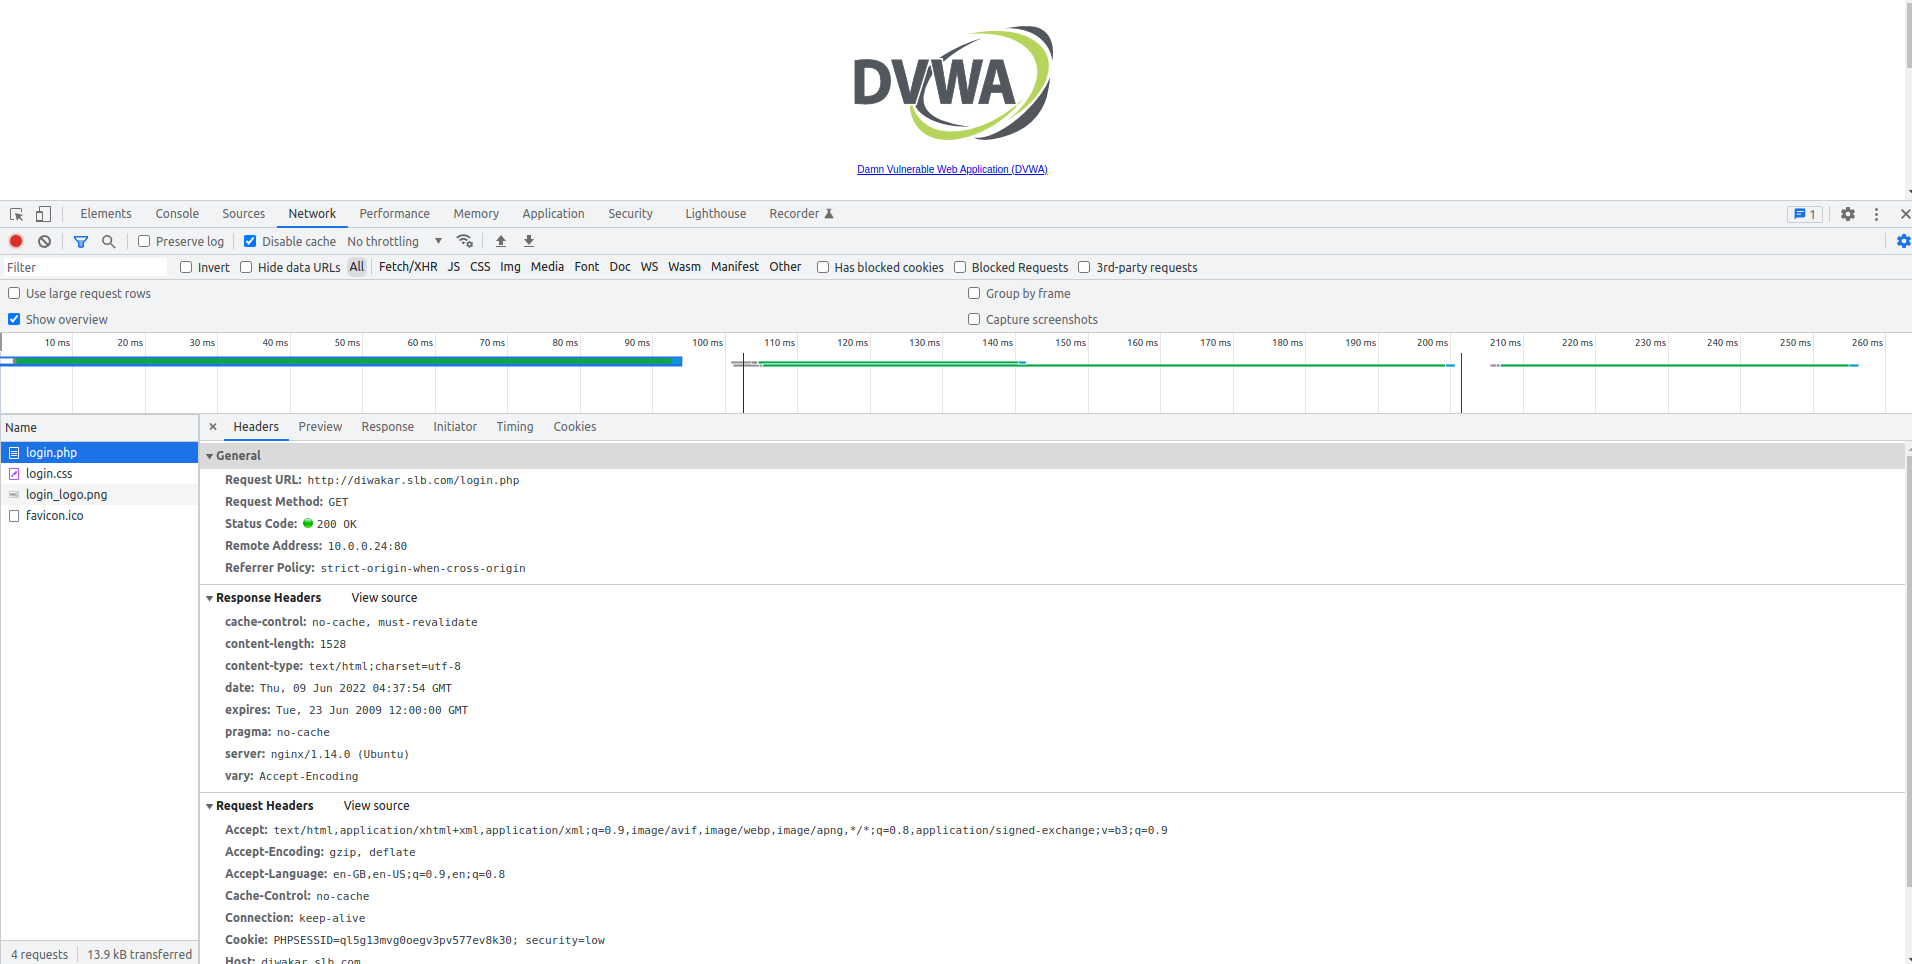 DVWA
Damn Vulnerable Web Application (DVWA)
Elements Console Sources Network Performance Memory Application Security Lighthouse Recorder 1
Preserve log Disable cache No throttling
Filter Invert Hide data URLs All Fetch/XHR JS CSS Img Media Font Doc WS Wasm Manifest Other Has blocked cookies Blocked Requests 3rd-party requests
Use large request rows Group by frame
Show overview Capture screenshots
10 ms 20 ms 30 ms 40 ms 50 ms 60 ms 70 ms 80 ms 90 ms 100 ms 110 ms 120 ms 130 ms 140 ms 150 ms 160 ms 170 ms 180 ms 190 ms 200 ms 210 ms 220 ms 230 ms 240 ms 250 ms 260 ms
Name
login.php
login.css
login_logo.png
favicon.ico
4 requests 13.9 kB transferred
Headers Preview Response Initiator Timing Cookies
General
Request URL: http://diwakar.slb.com/login.php
Request Method: GET
Status Code: 200 OK
Remote Address: 10.0.0.24:80
Referrer Policy: strict-origin-when-cross-origin
Response Headers View source
cache-control: no-cache, must-revalidate
content-length: 1528
content-type: text/html;charset=utf-8
date: Thu, 09 Jun 2022 04:37:54 GMT
expires: Tue, 23 Jun 2009 12:00:00 GMT
pragma: no-cache
server: nginx/1.14.0 (Ubuntu)
vary: Accept-Encoding
Request Headers View source
Accept: text/html,application/xhtml+xml,application/xml;q=0.9,image/avif,image/webp,image/apng,*/*;q=0.8,application/signed-exchange;v=b3;q=0.9
Accept-Encoding: gzip, deflate
Accept-Language: en-GB,en-US;q=0.9,en;q=0.8
Cache-Control: no-cache
Connection: keep-alive
Cookie: PHPSESSID=ql5g13mvg0oegv3pv577ev8k30; security=low
Host: diwakar.slb.com